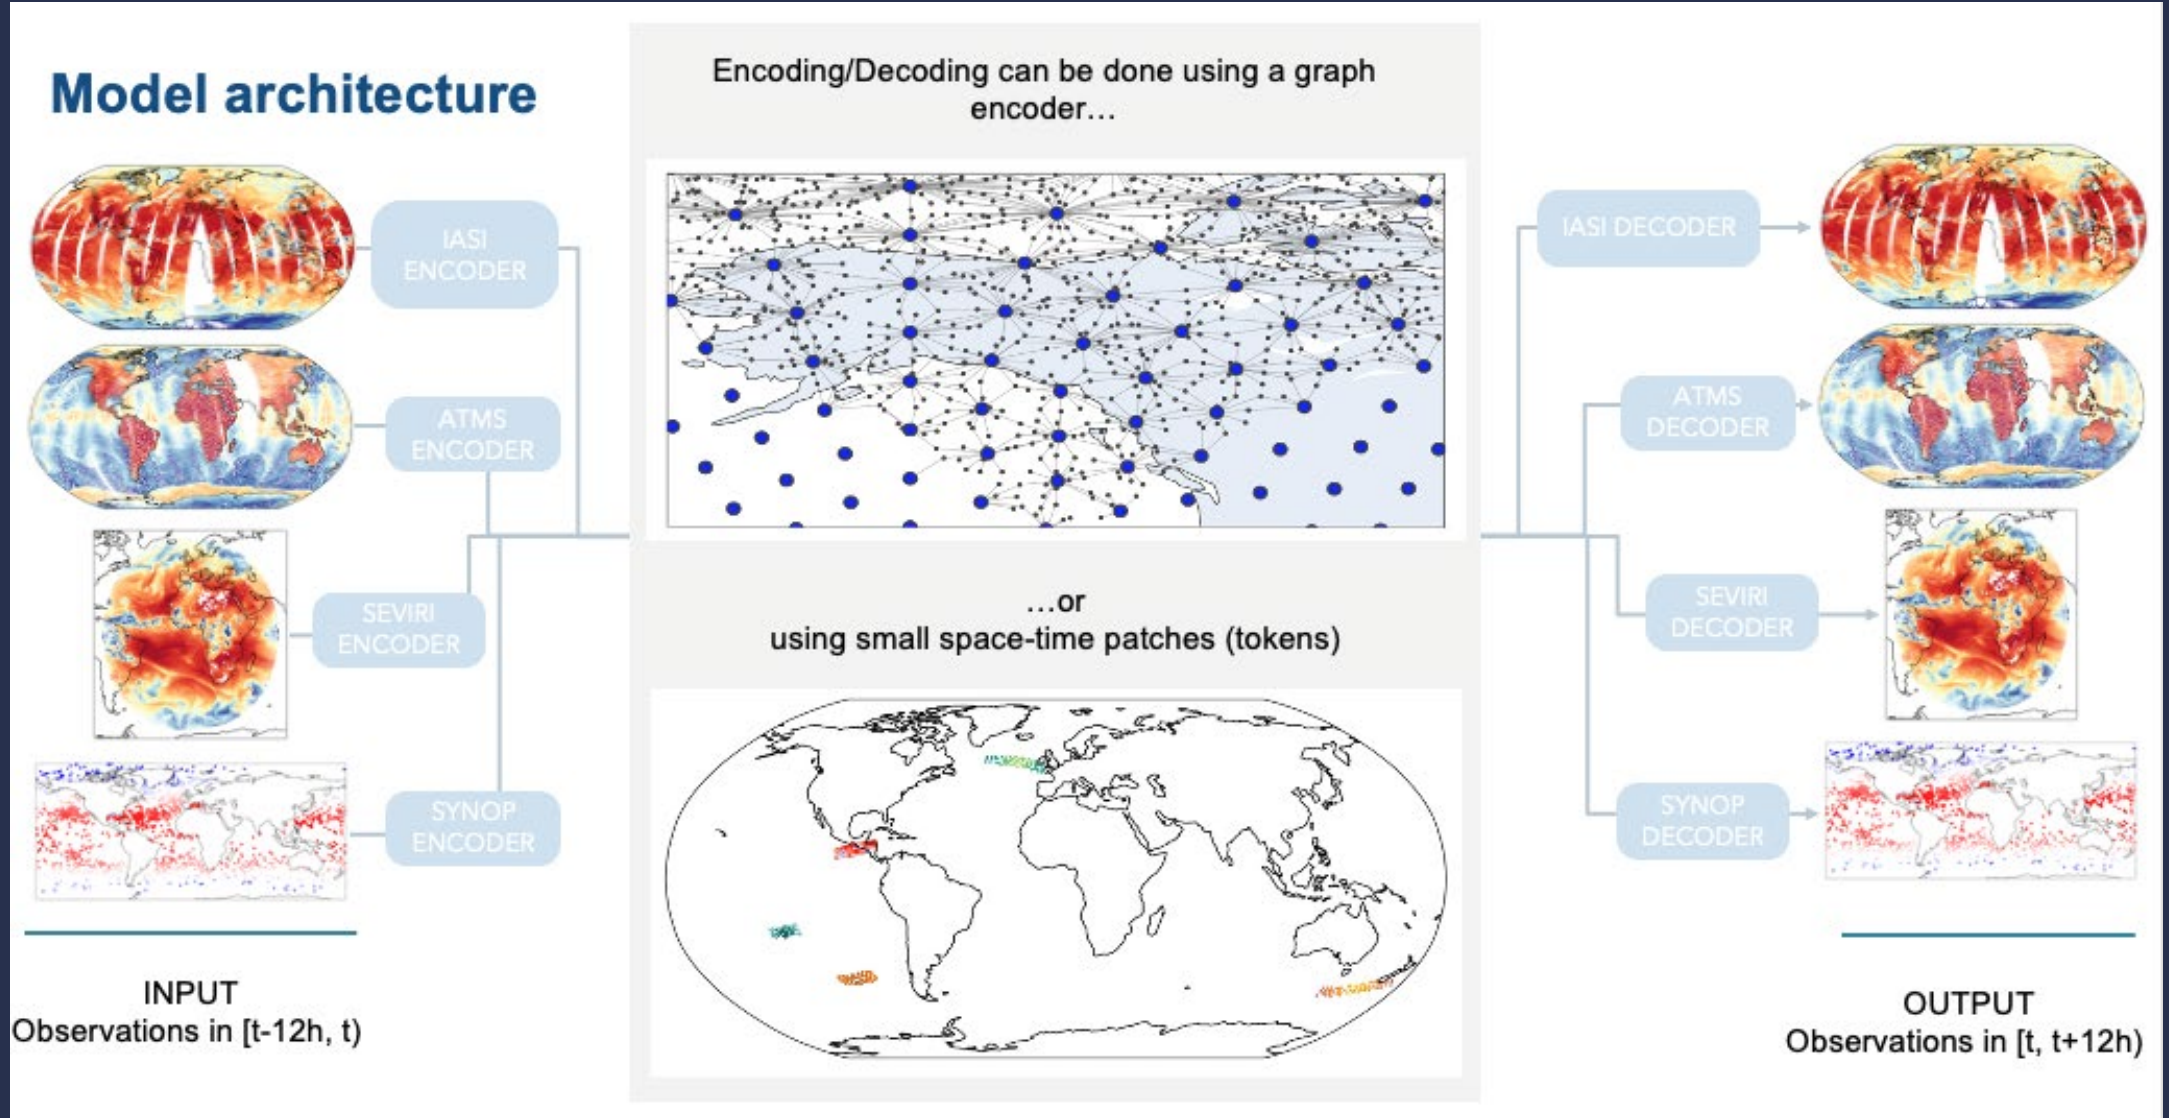 Model architecture
Encoding/Decoding can be done using a graph
encoder…
IASI
ENCODER
ATMS
ENCODER
SEVIRI
ENCODER
SYNOP
ENCODER
INPUT
Observations in [t-12h, t)
…or
using small space-time patches (tokens)
IASI DECODER
ATMS
DECODER
SEVIRI
DECODER
SYNOP
DECODER
OUTPUT
Observations in [t, t+12h)